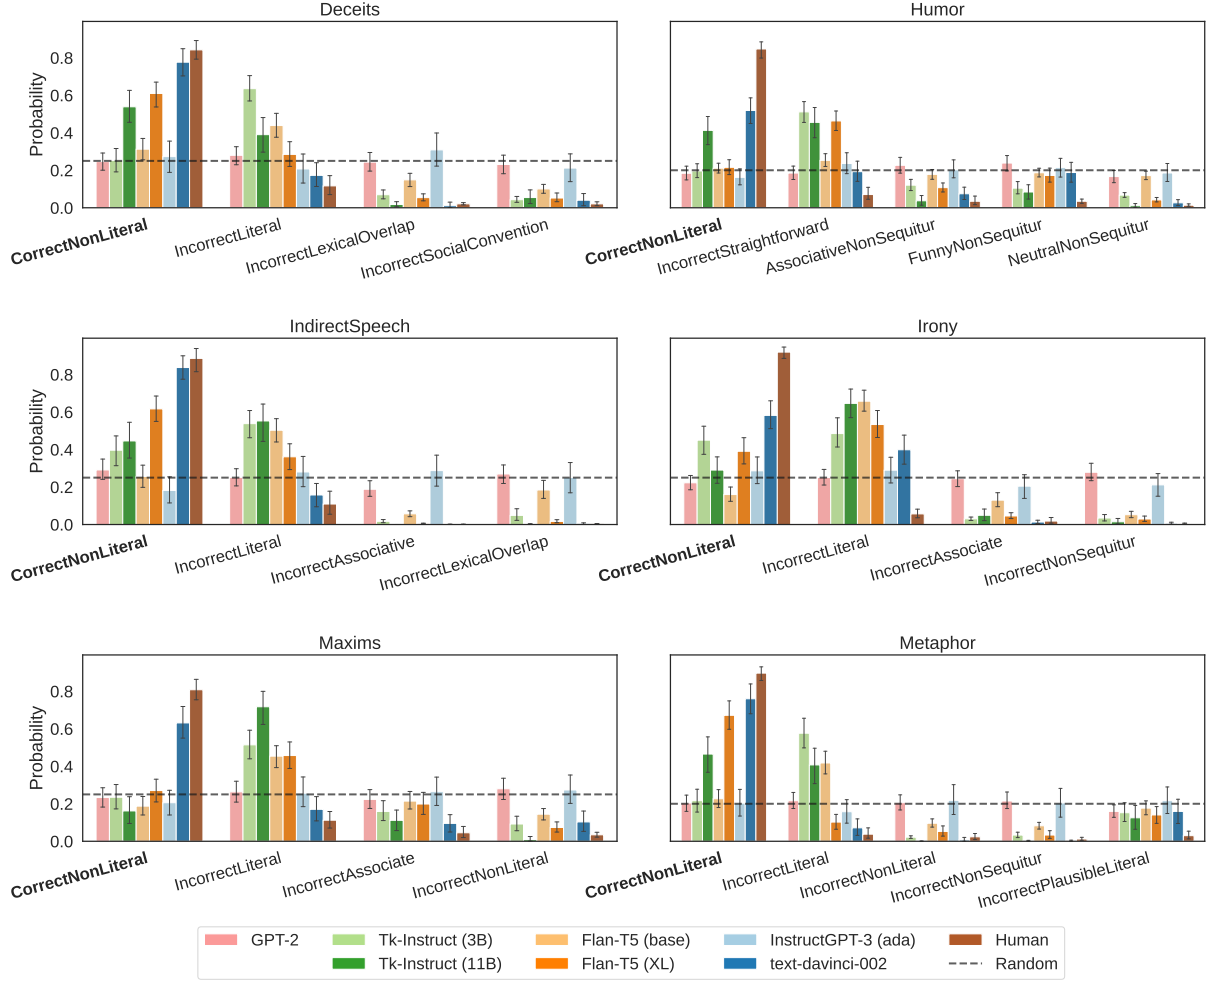 Deceits
Humor
Probability
0.8
0.6
0.4
0.2
0.0
CorrectNonLiteral
IncorrectLiteral
IncorrectLexicalOverlap
IncorrectSocialConvention
CorrectNonLiteral
IncorrectStraightforward
AssociativeNonSequitur
FunnyNonSequitur
NeutralNonSequitur
IndirectSpeech
Irony
Probability
0.8
0.6
0.4
0.2
0.0
CorrectNonLiteral
IncorrectLiteral
IncorrectAssociative
IncorrectLexicalOverlap
CorrectNonLiteral
IncorrectLiteral
IncorrectAssociate
IncorrectNonSequitur
Maxims
Metaphor
Probability
0.8
0.6
0.4
0.2
0.0
CorrectNonLiteral
IncorrectLiteral
IncorrectAssociate
IncorrectNonLiteral
CorrectNonLiteral
IncorrectLiteral
IncorrectNonLiteral
IncorrectNonSequitur
IncorrectPlausibleLiteral
GPT-2
Tk-Instruct (3B)
Tk-Instruct (11B)
Flan-T5 (base)
Flan-T5 (XL)
InstructGPT-3 (ada)
text-davinci-002
Human
Random